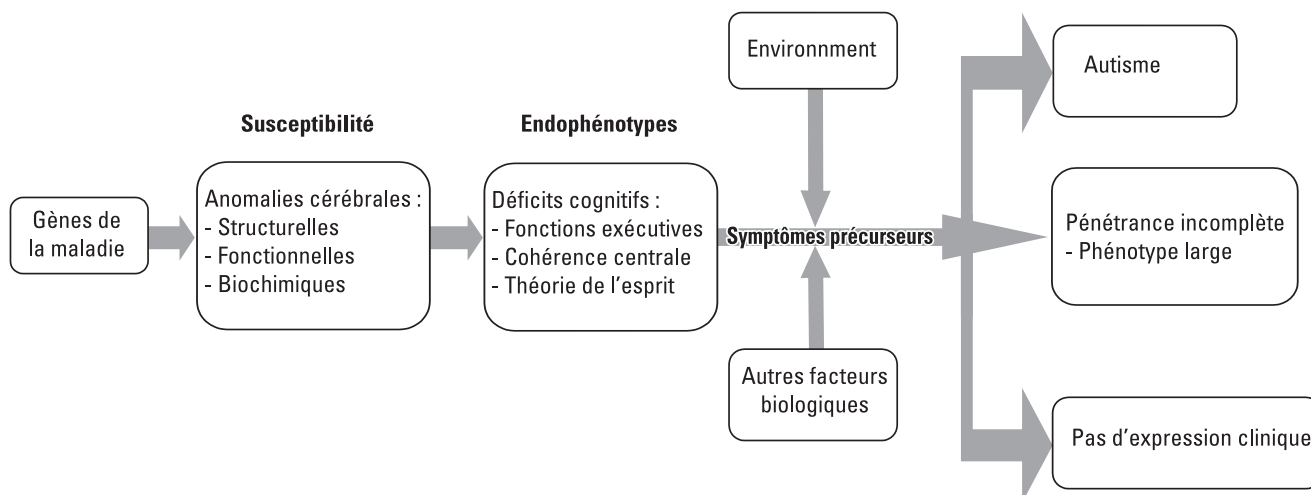 Environnment
Autisme
Susceptibilité
Endophénotypes
Gènes de
la maladie
Anomalies cérébrales :
- Structurelles
- Fonctionnelles
- Biochimiques
Déficits cognitifs :
- Fonctions exécutives
- Cohérence centrale
- Théorie de l'esprit
Symptômes précurseurs
Pénétrance incomplète
- Phénotype large
Autres facteurs
biologiques
Pas d'expression clinique